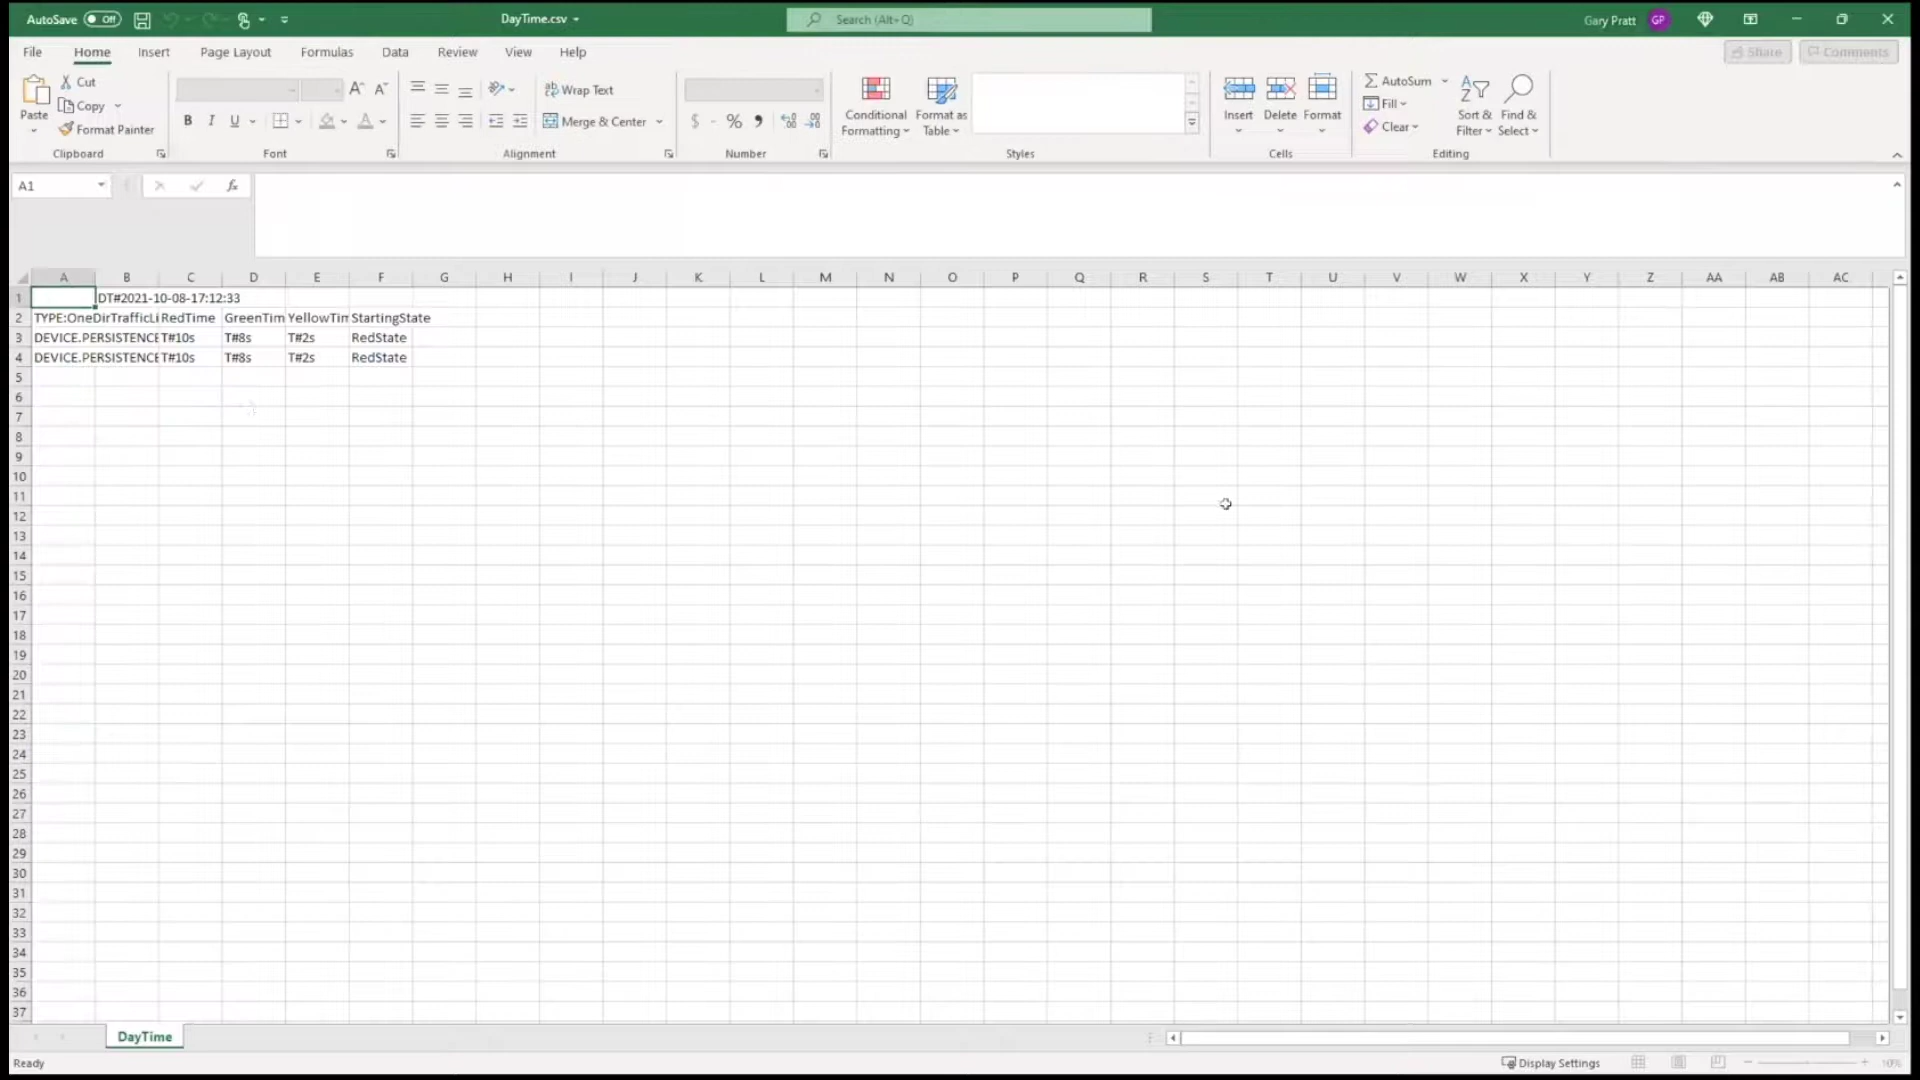 AutoSave Off DayTime.csv Search (Alt+Q) Gary Pratt GP
File Home Insert Page Layout Formulas Data Review View Help Share Comments
Paste Cut Copy Format Painter Clipboard
B I U Font
Wrap Text Merge & Center Alignment
$ % Number
Conditional Formatting Format as Table Styles
Insert Delete Format Cells
AutoSum Fill Clear Sort & Filter Find & Select Editing
A1 fx
A B C D E F G H I J K L M N O P Q R S T U V W X Y Z AA AB AC
1 DT#2021-10-08-17:12:33
2 TYPE:OneDirTrafficLi RedTime GreenTim YellowTim StartingState
3 DEVICE.PERSISTENCE T#10s T#8s T#2s RedState
4 DEVICE.PERSISTENCE T#10s T#8s T#2s RedState
5
6
7
8
9
10
11
12
13
14
15
16
17
18
19
20
21
22
23
24
25
26
27
28
29
30
31
32
33
34
35
36
37
DayTime
Ready Display Settings